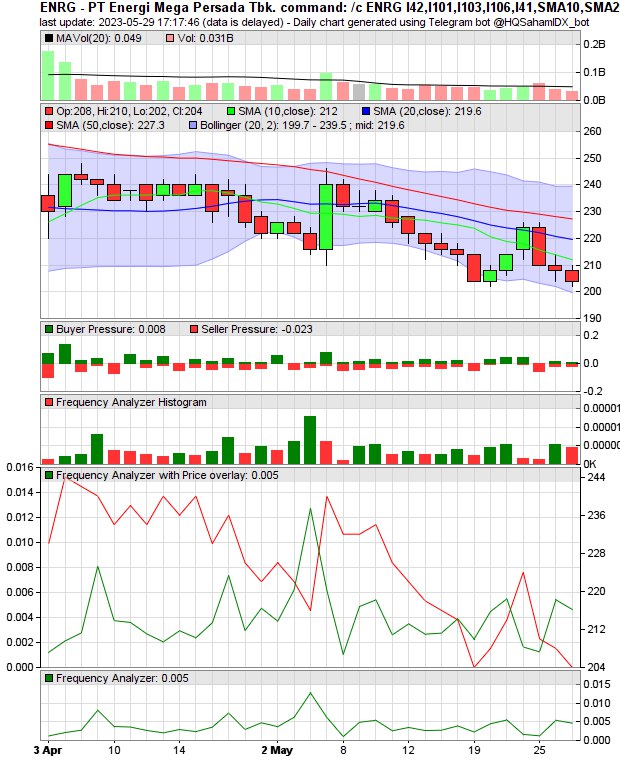 ENRG - PT Energi Mega Persada Tbk. command: /c ENRG I42,I101,I103,I106,I41,SMA10,SMA2
last update: 2023-05-29 17:17:46 (data is delayed) - Daily chart generated using Telegram bot @HQSahamIDX_bot
MAVol(20): 0.049 Vol: 0.031B
0.2B
0.1B
0.0B
Op:208, Hi:210, Lo:202, Cl:204 SMA (10,close): 212 SMA (20,close): 219.6
SMA (50,close): 227.3 Bollinger (20, 2): 199.7 - 239.5 ; mid: 219.6
260
250
240
230
220
210
200
190
Buyer Pressure: 0.008 Seller Pressure: -0.023
0.2
0.0
-0.2
Frequency Analyzer Histogram
0.00001
0.00001
0.00000
0K
Frequency Analyzer with Price overlay: 0.005
0.016 244
0.014
0.012 236
0.010 228
0.008
0.006 220
0.004
0.002 212
0.000 204
Frequency Analyzer: 0.005
0.015
0.010
0.005
0.000
3 Apr 10 14 2 May 8 12 19 25